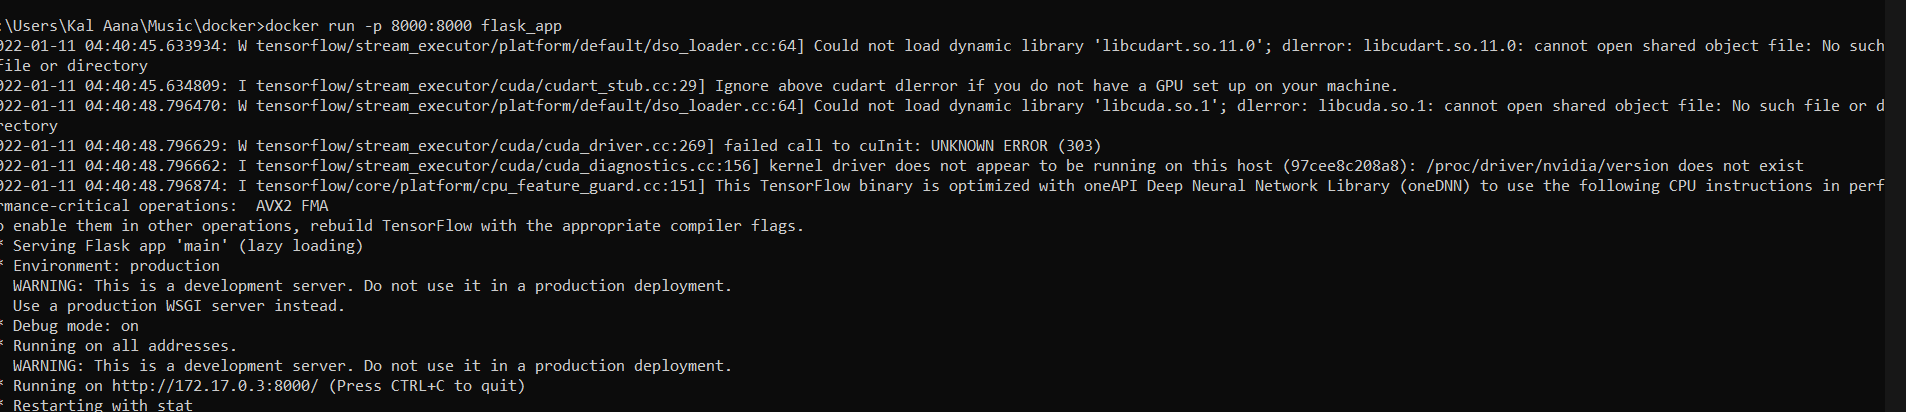 :\Users\Kal Aana\Music\docker>docker run -p 8000:8000 flask_app
022-01-11 04:40:45.633934: W tensorflow/stream_executor/platform/default/dso_loader.cc:64] Could not load dynamic library 'libcudart.so.11.0'; dlerror: libcudart.so.11.0: cannot open shared object file: No such
file or directory
022-01-11 04:40:45.634809: I tensorflow/stream_executor/cuda/cudart_stub.cc:29] Ignore above cudart dlerror if you do not have a GPU set up on your machine.
022-01-11 04:40:48.796470: W tensorflow/stream_executor/platform/default/dso_loader.cc:64] Could not load dynamic library 'libcuda.so.1'; dlerror: libcuda.so.1: cannot open shared object file: No such file or d
rectory
022-01-11 04:40:48.796629: W tensorflow/stream_executor/cuda/cuda_driver.cc:269] failed call to cuInit: UNKNOWN ERROR (303)
022-01-11 04:40:48.796662: I tensorflow/stream_executor/cuda/cuda_diagnostics.cc:156] kernel driver does not appear to be running on this host (97cee8c208a8): /proc/driver/nvidia/version does not exist
022-01-11 04:40:48.796874: I tensorflow/core/platform/cpu_feature_guard.cc:151] This TensorFlow binary is optimized with oneAPI Deep Neural Network Library (oneDNN) to use the following CPU instructions in perf
rmance-critical operations:  AVX2 FMA
o enable them in other operations, rebuild TensorFlow with the appropriate compiler flags.
* Serving Flask app 'main' (lazy loading)
* Environment: production
WARNING: This is a development server. Do not use it in a production deployment.
Use a production WSGI server instead.
* Debug mode: on
* Running on all addresses.
WARNING: This is a development server. Do not use it in a production deployment.
* Running on http://172.17.0.3:8000/ (Press CTRL+C to quit)
* Restarting with stat